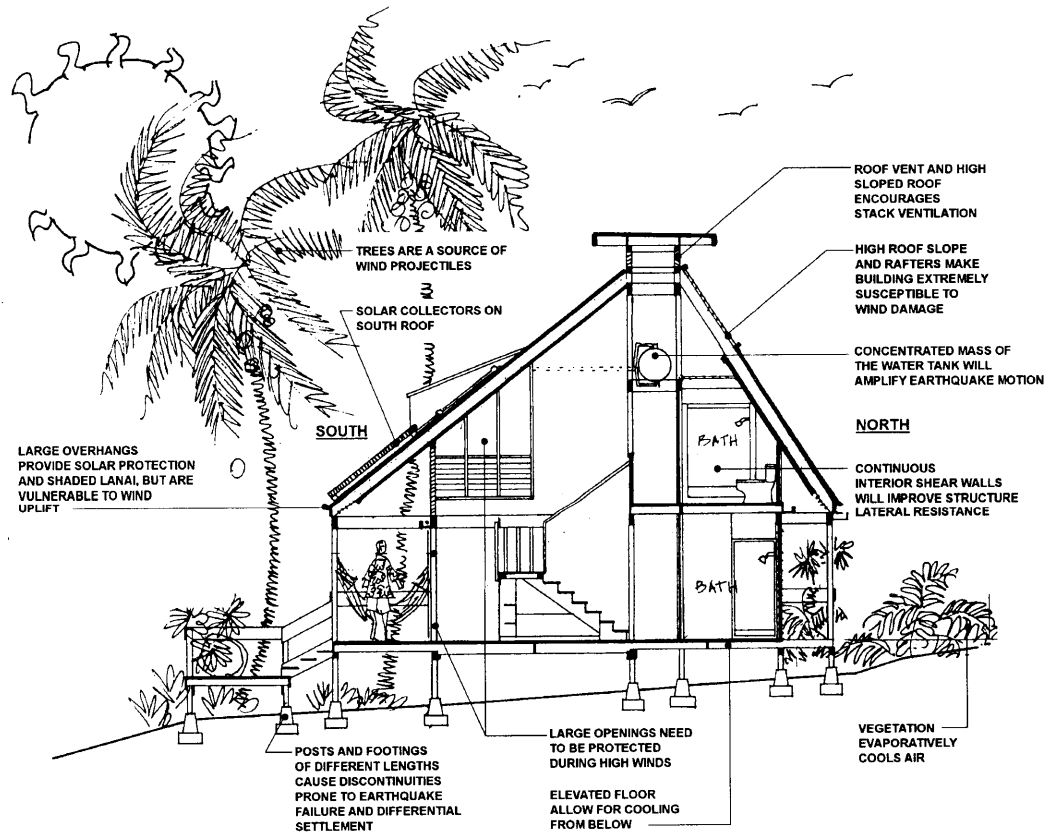 ROOF VENT AND HIGH
SLOPED ROOF
ENCOURAGES
STACK VENTILATION
TREES ARE A SOURCE OF
WIND PROJECTILES
HIGH ROOF SLOPE
AND RAFTERS MAKE
BUILDING EXTREMELY
SUSCEPTIBLE TO
WIND DAMAGE
SOLAR COLLECTORS ON
SOUTH ROOF
CONCENTRATED MASS OF
THE WATER TANK WILL
AMPLIFY EARTHQUAKE MOTION
SOUTH
NORTH
BATH
LARGE OVERHANGS
PROVIDE SOLAR PROTECTION
AND SHADED LANAI, BUT ARE
VULNERABLE TO WIND
UPLIFT
CONTINUOUS
INTERIOR SHEAR WALLS
WILL IMPROVE STRUCTURE
LATERAL RESISTANCE
BATH
POSTS AND FOOTINGS
OF DIFFERENT LENGTHS
CAUSE DISCONTINUITIES
PRONE TO EARTHQUAKE
FAILURE AND DIFFERENTIAL
SETTLEMENT
LARGE OPENINGS NEED
TO BE PROTECTED
DURING HIGH WINDS
ELEVATED FLOOR
ALLOW FOR COOLING
FROM BELOW
VEGETATION
EVAPORATIVELY
COOLS AIR